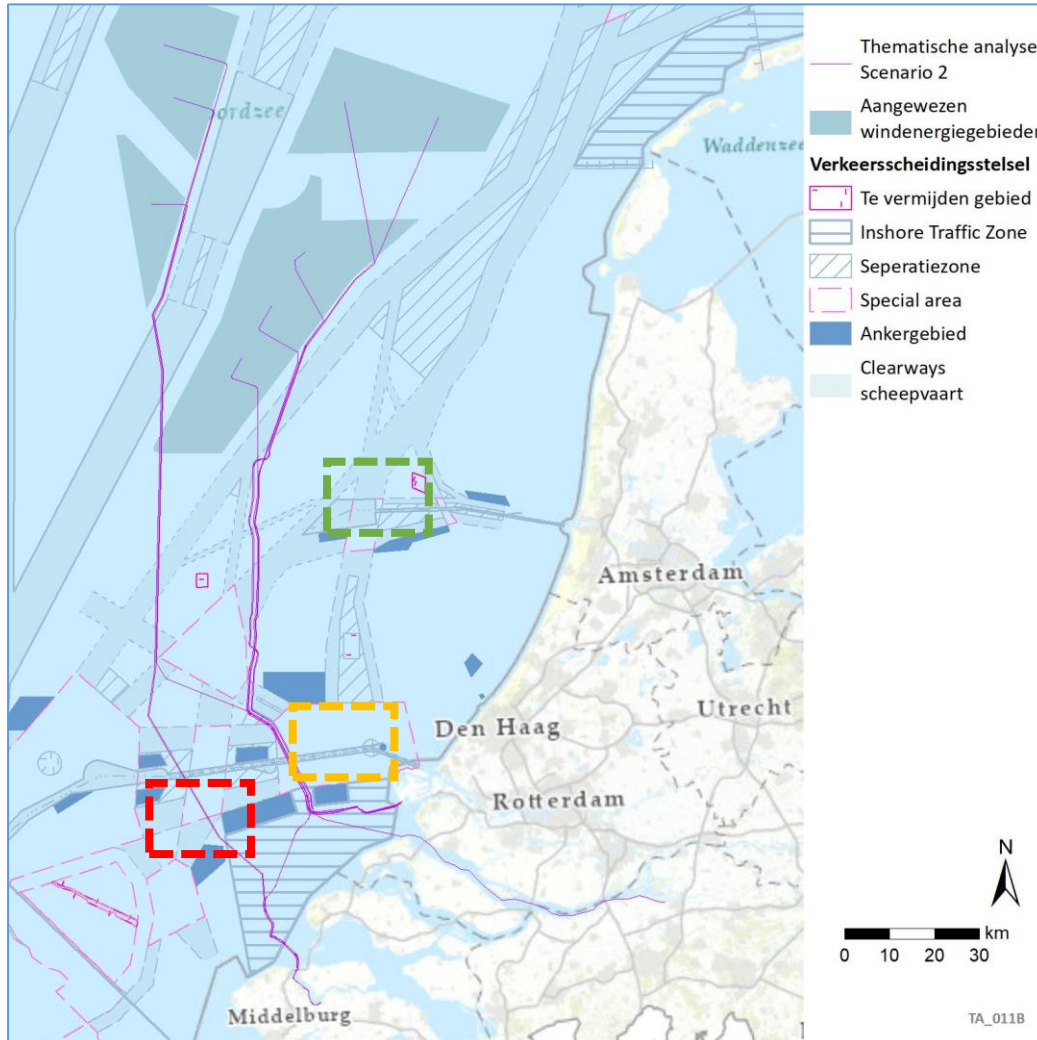 ordzee
Waddenzee
Amsterdam
Utrecht
Den Haag
Rotterdam
Middelburg
Thematische analyse
Scenario 2
Aangewezen
windenergiegebieden
Verkeersscheidingsstelsel
Te vermijden gebied
Inshore Traffic Zone
Seperatiezone
Special area
Ankergebied
Clearways
scheepvaart
N
km
0 10 20 30
TA_011B